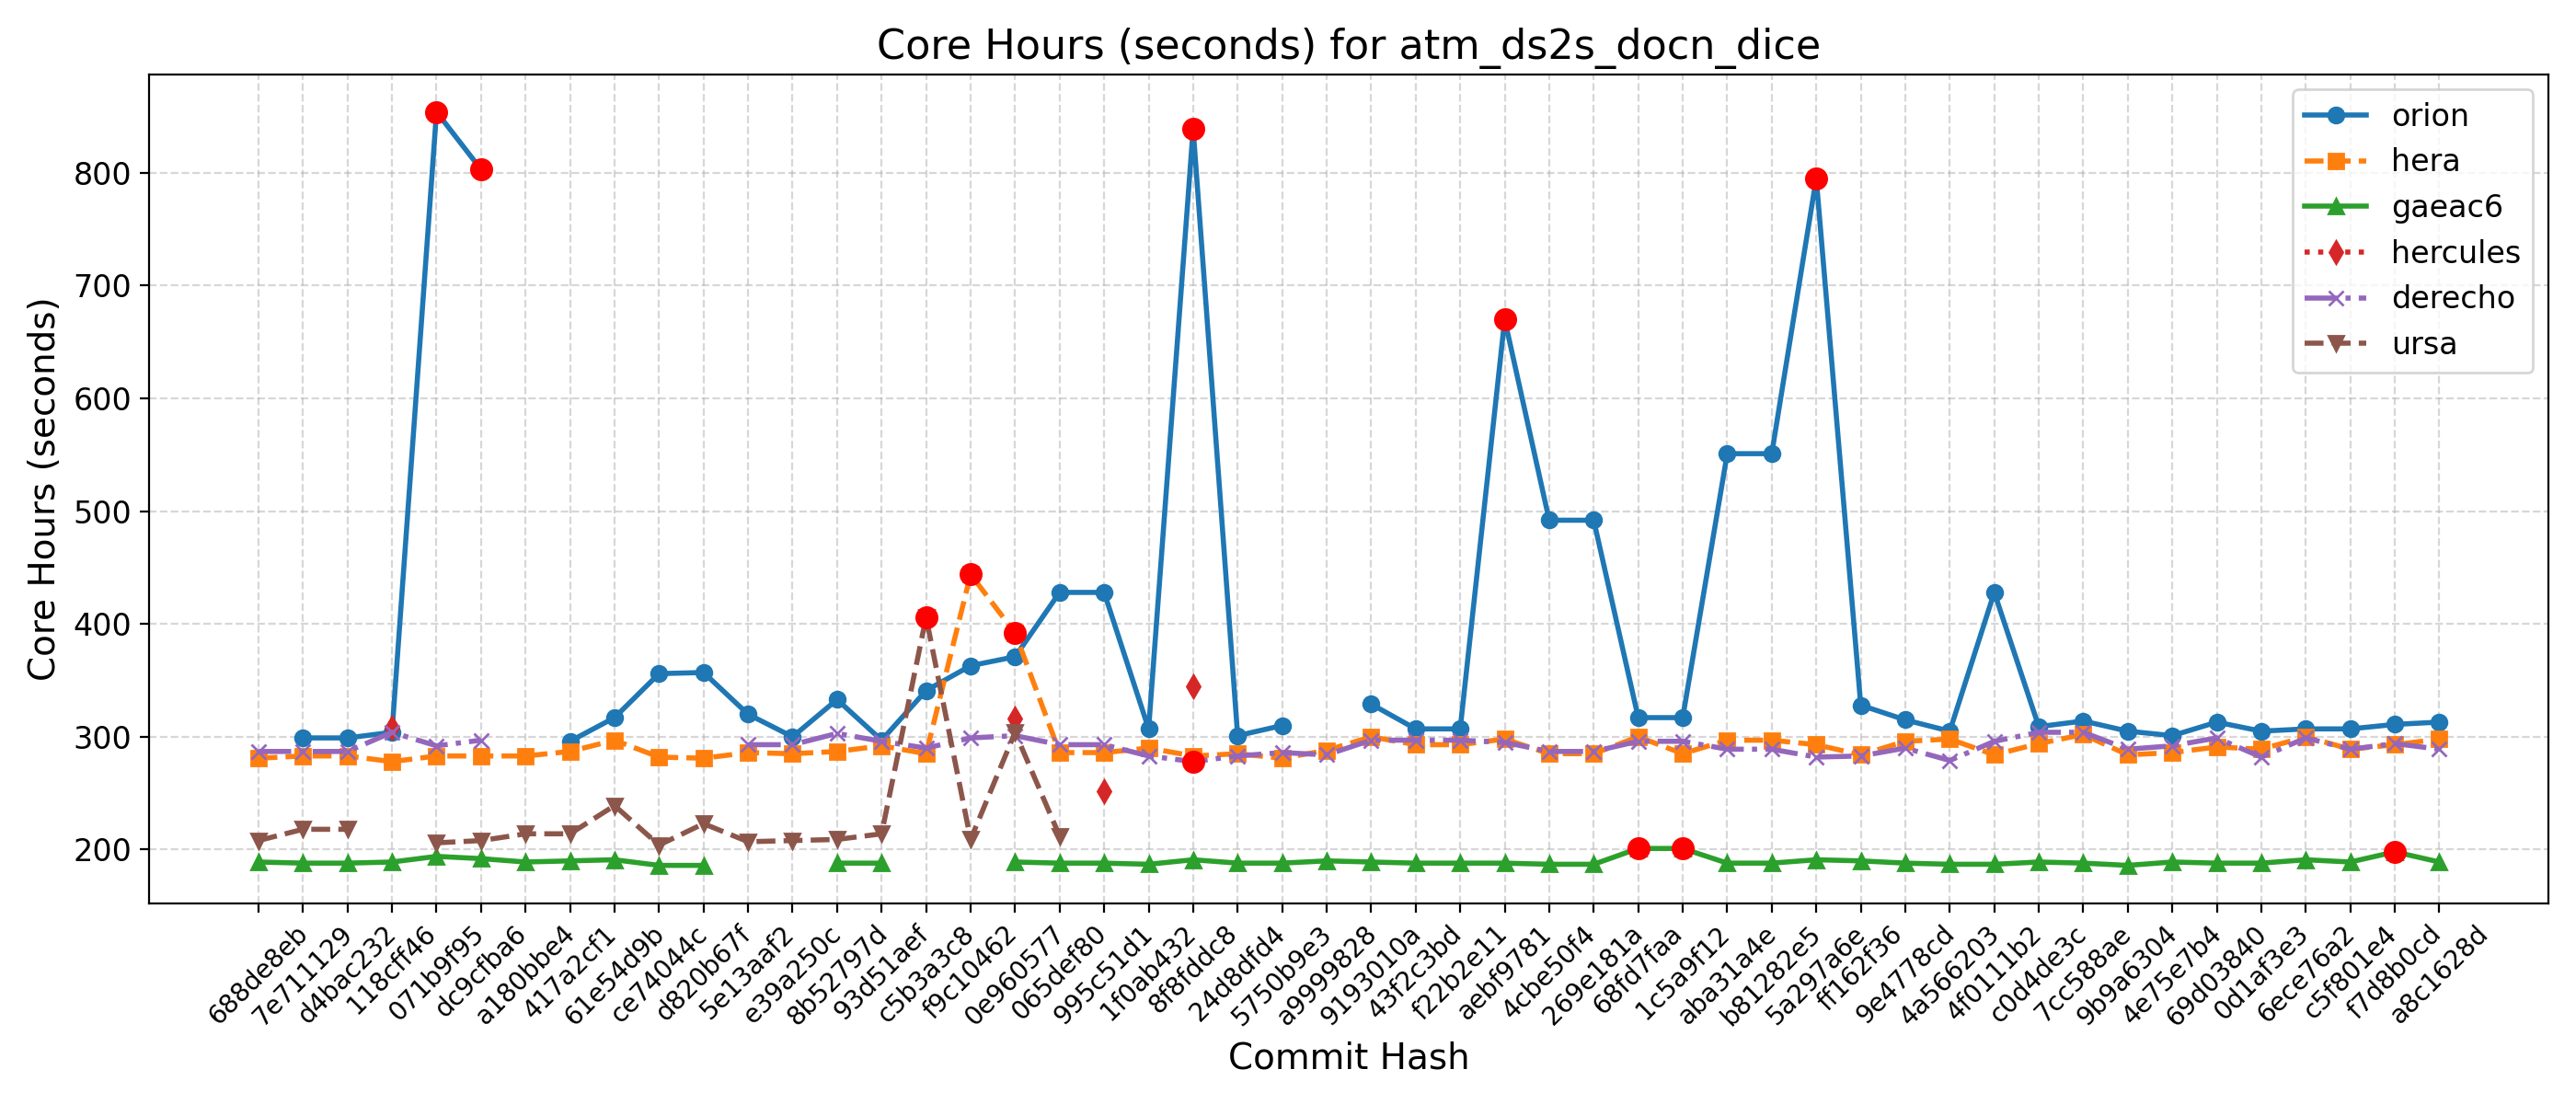 Core Hours (seconds) for atm_ds2s_docn_dice
Core Hours (seconds)
800
700
600
500
400
300
200
orion
hera
gaeac6
hercules
derecho
ursa
688de8eb
7e711129
d4bac232
118cff46
071b9f95
dc9cfba6
a180bbe4
417a2cf1
61e54d9b
ce74044c
d820b67f
5e13aaf2
e39a250c
8b52797d
93d51aef
c5b3a3c8
f9c10462
0e960577
065def80
995c51d1
1f0ab432
8f8fddc8
24d8dfd4
5750b9e3
a9999828
9193010a
43f2c3bd
f22b2e11
aebf9781
4cbe50f4
269e181a
68fd7faa
1c5a9f12
aba31a4e
b81282e5
5a297a6e
ff162f36
9e4778cd
4a566203
4f0111b2
c0d4de3c
7cc588ae
9b9a6304
4e75e7b4
69d03840
0d1af3e3
6ece76a2
c5f801e4
f7d8b0cd
a8c1628d
Commit Hash